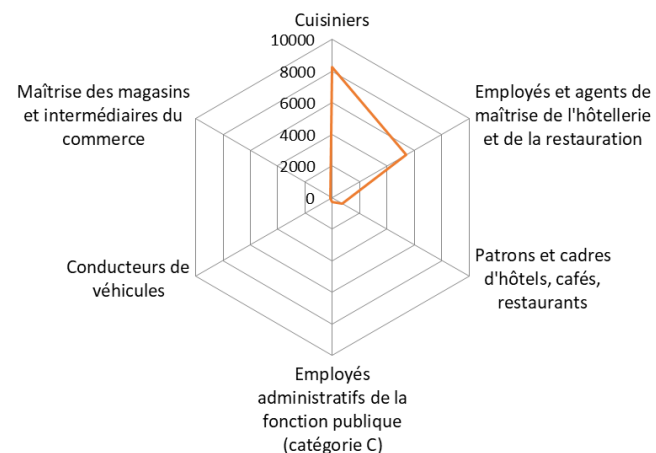 Cuisiniers
10000
8000
6000
4000
2000
0
Employés et agents de
maîtrise de l'hôtellerie
et de la restauration
Patrons et cadres
d'hôtels, cafés,
restaurants
Employés
administratifs de la
fonction publique
(catégorie C)
Conducteurs de
véhicules
Maîtrise des magasins
et intermédiaires du
commerce